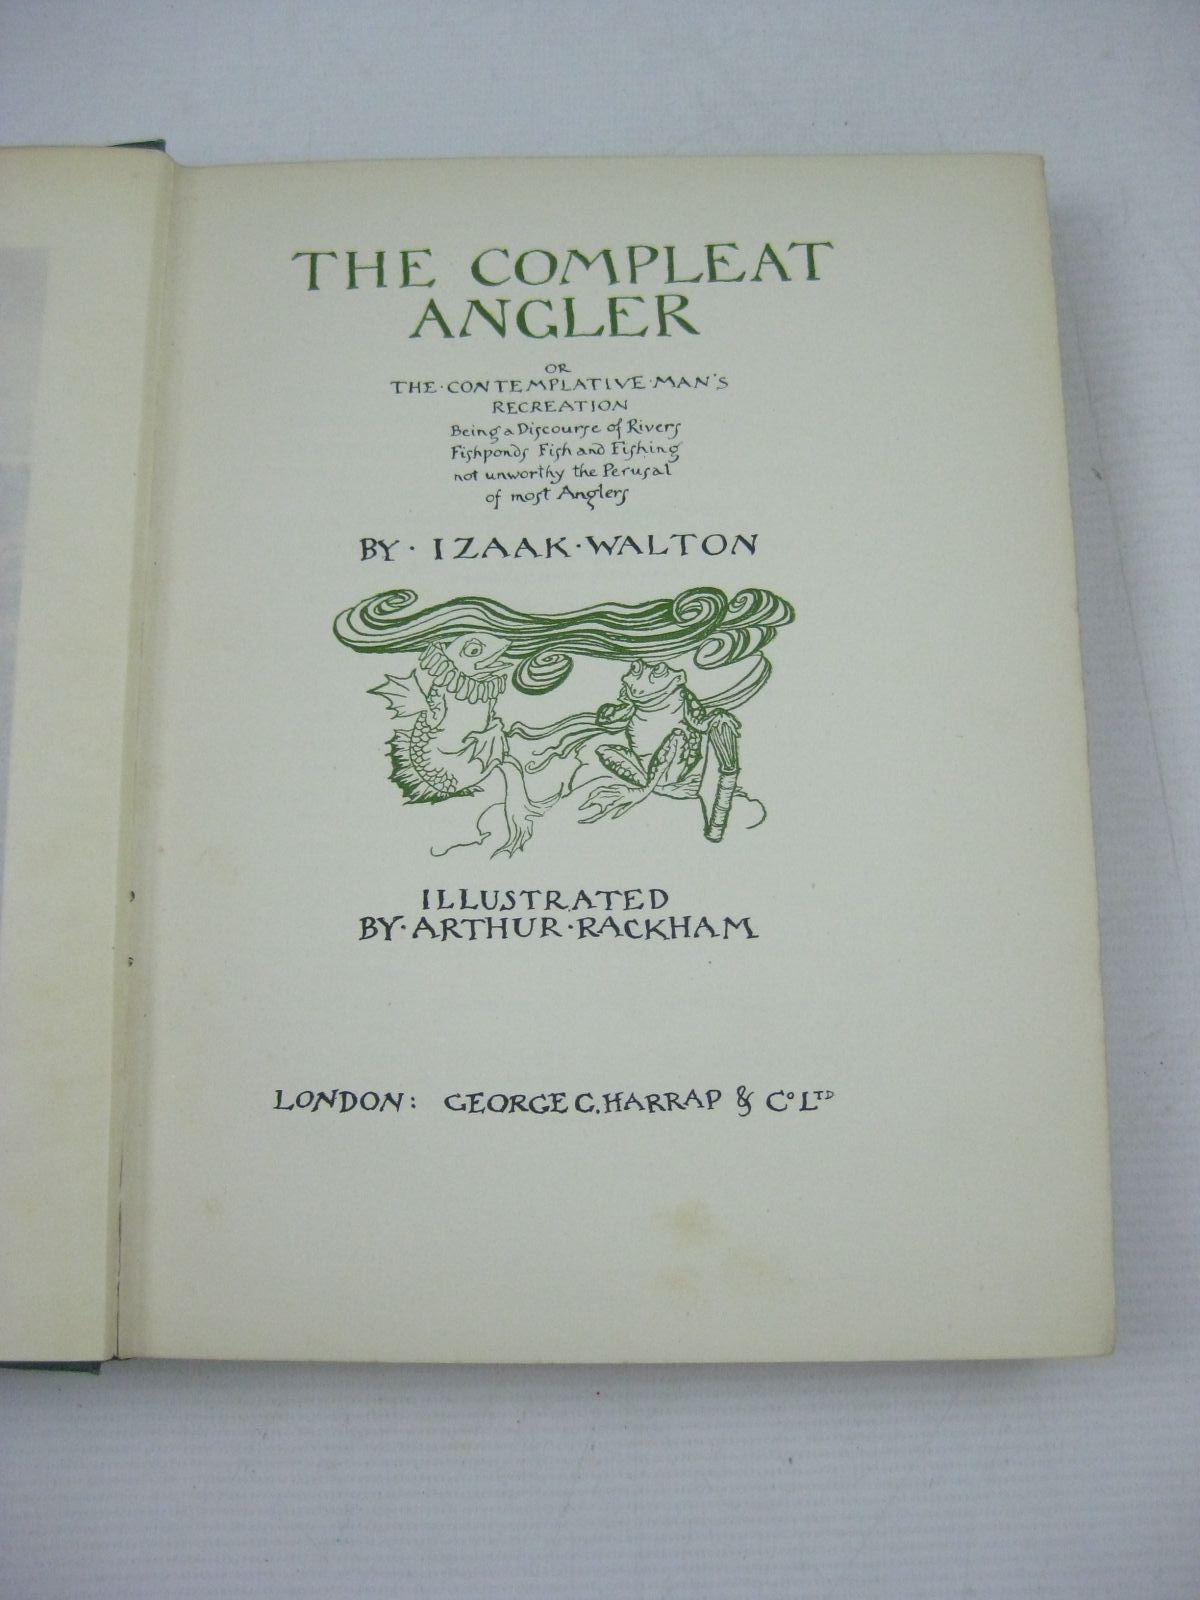 THE COMPLEAT
ANGLER
OR
THE·CONTEMPLATIVE·MAN'S
RECREATION
Being a Discourse of Rivers
Fishponds Fish and Fishing
not unworthy the Perusal
of most Anglers
BY · IZAAK · WALTON
ILLUSTRATED
BY · ARTHUR · RACKHAM
LONDON: GEORGE G. HARRAP & Co LTD